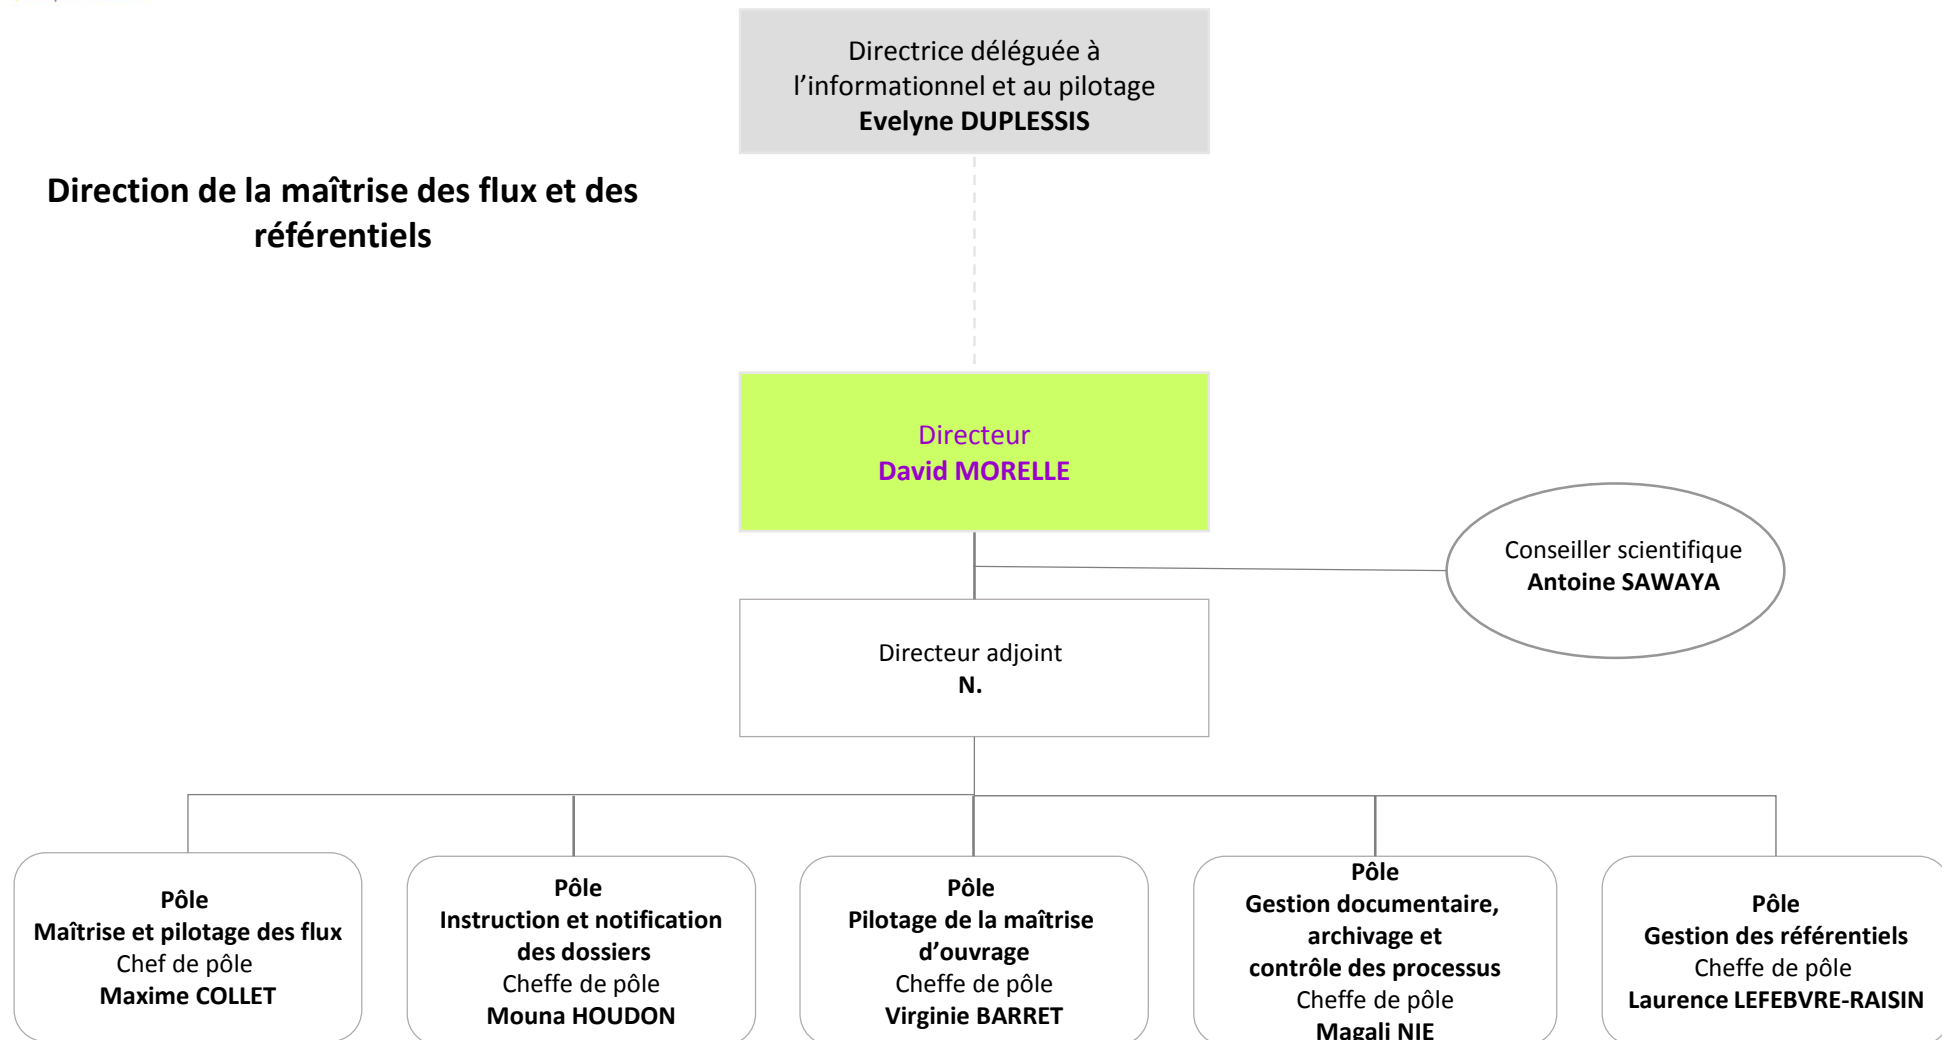 Directrice déléguée à
l’informationnel et au pilotage
Evelyne DUPLESSIS
Direction de la maîtrise des flux et des
référentiels
Directeur
David MORELLE
Conseiller scientifique
Antoine SAWAYA
Directeur adjoint
N.
Pôle
Maîtrise et pilotage des flux
Chef de pôle
Maxime COLLET
Pôle
Instruction et notification
des dossiers
Cheffe de pôle
Mouna HOUDON
Pôle
Pilotage de la maîtrise
d’ouvrage
Cheffe de pôle
Virginie BARRET
Pôle
Gestion documentaire,
archivage et
contrôle des processus
Cheffe de pôle
Magali NIE
Pôle
Gestion des référentiels
Cheffe de pôle
Laurence LEFEBVRE-RAISIN